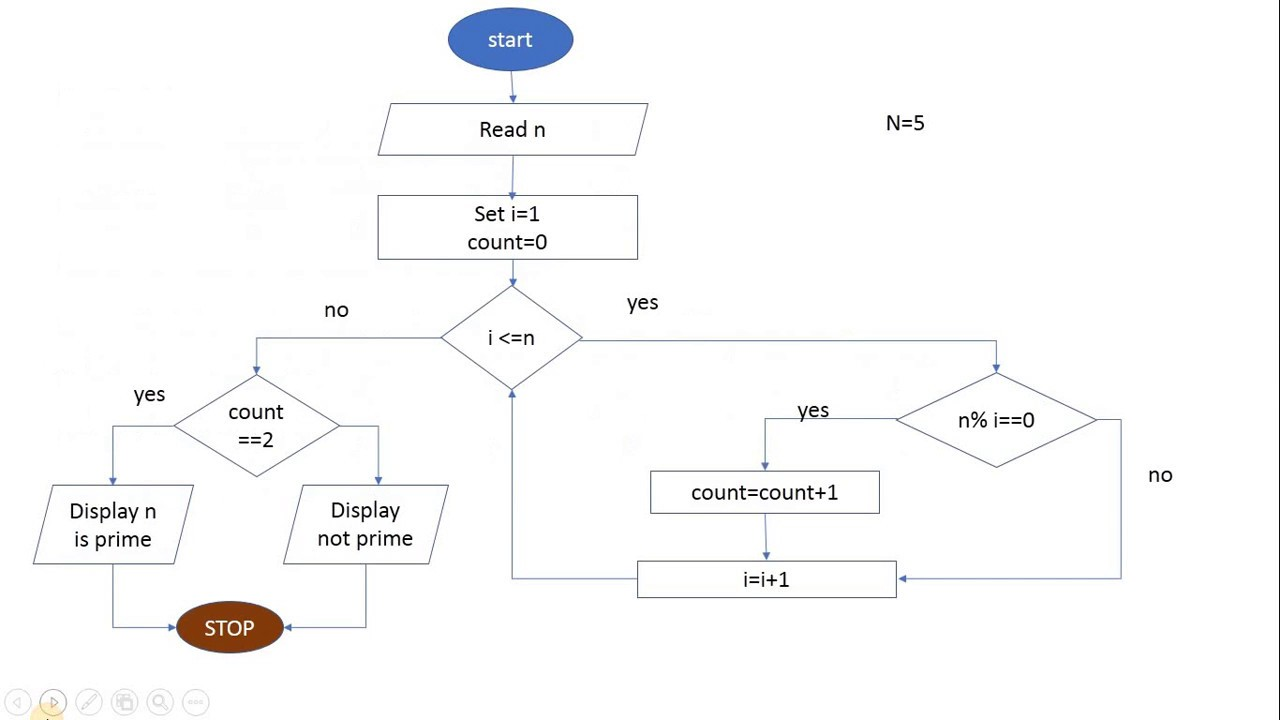 start
Read n
N=5
Set i=1
count=0
i <=n
no
yes
yes
count
==2
yes
n% i==0
no
count=count+1
i=i+1
Display n
is prime
Display
not prime
STOP